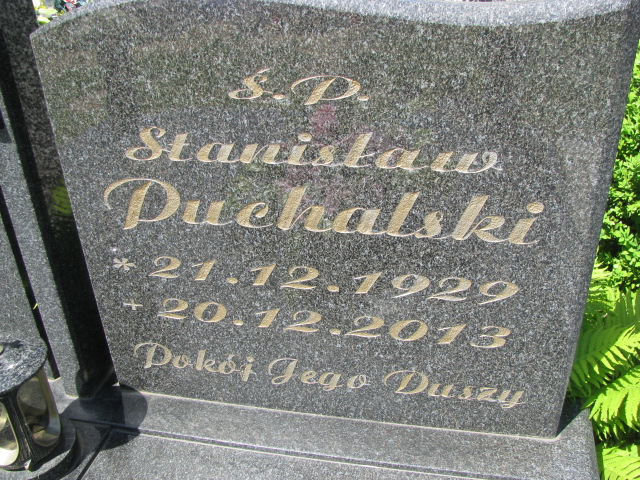 Ś.P.
Stanisław
Puchalski
* 21.12.1929
+ 20.12.2013
Pokój Jego Duszy